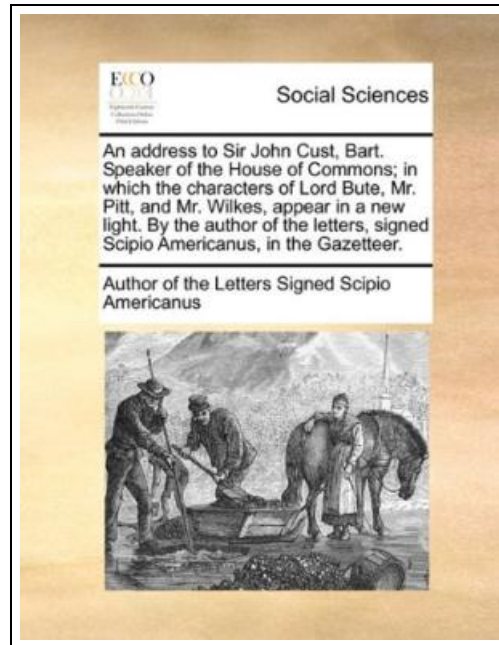 ECCO
Social Sciences
An address to Sir John Cust, Bart.
Speaker of the House of Commons; in
which the characters of Lord Bute, Mr.
Pitt, and Mr. Wilkes, appear in a new
light. By the author of the letters, signed
Scipio Americanus, in the Gazetteer.
Author of the Letters Signed Scipio
Americanus